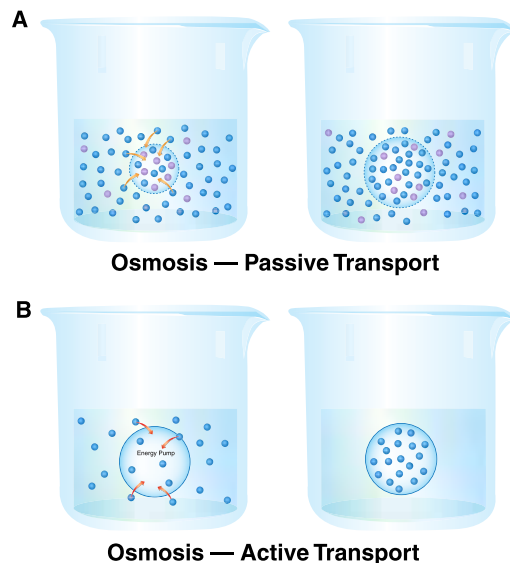 A
Osmosis — Passive Transport
B
Energy Pump
Osmosis — Active Transport